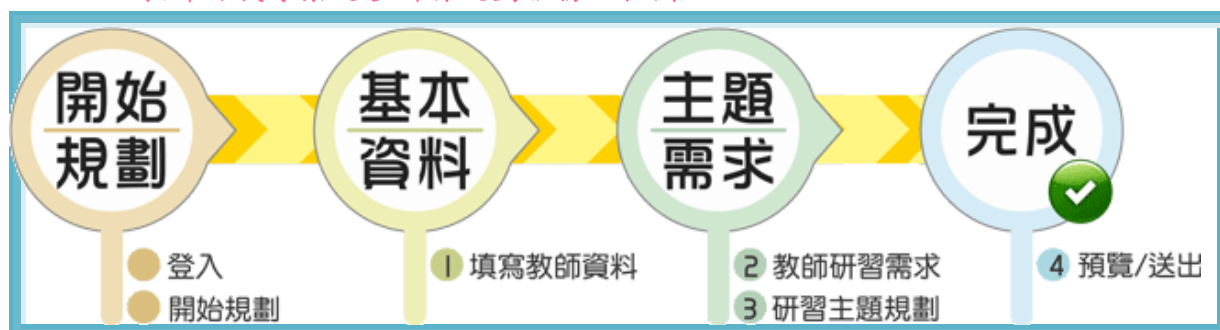 開始
規劃
登入
開始規劃
基本
資料
1 填寫教師資料
主題
需求
2 教師研習需求
3 研習主題規劃
完成
4 預覽/送出